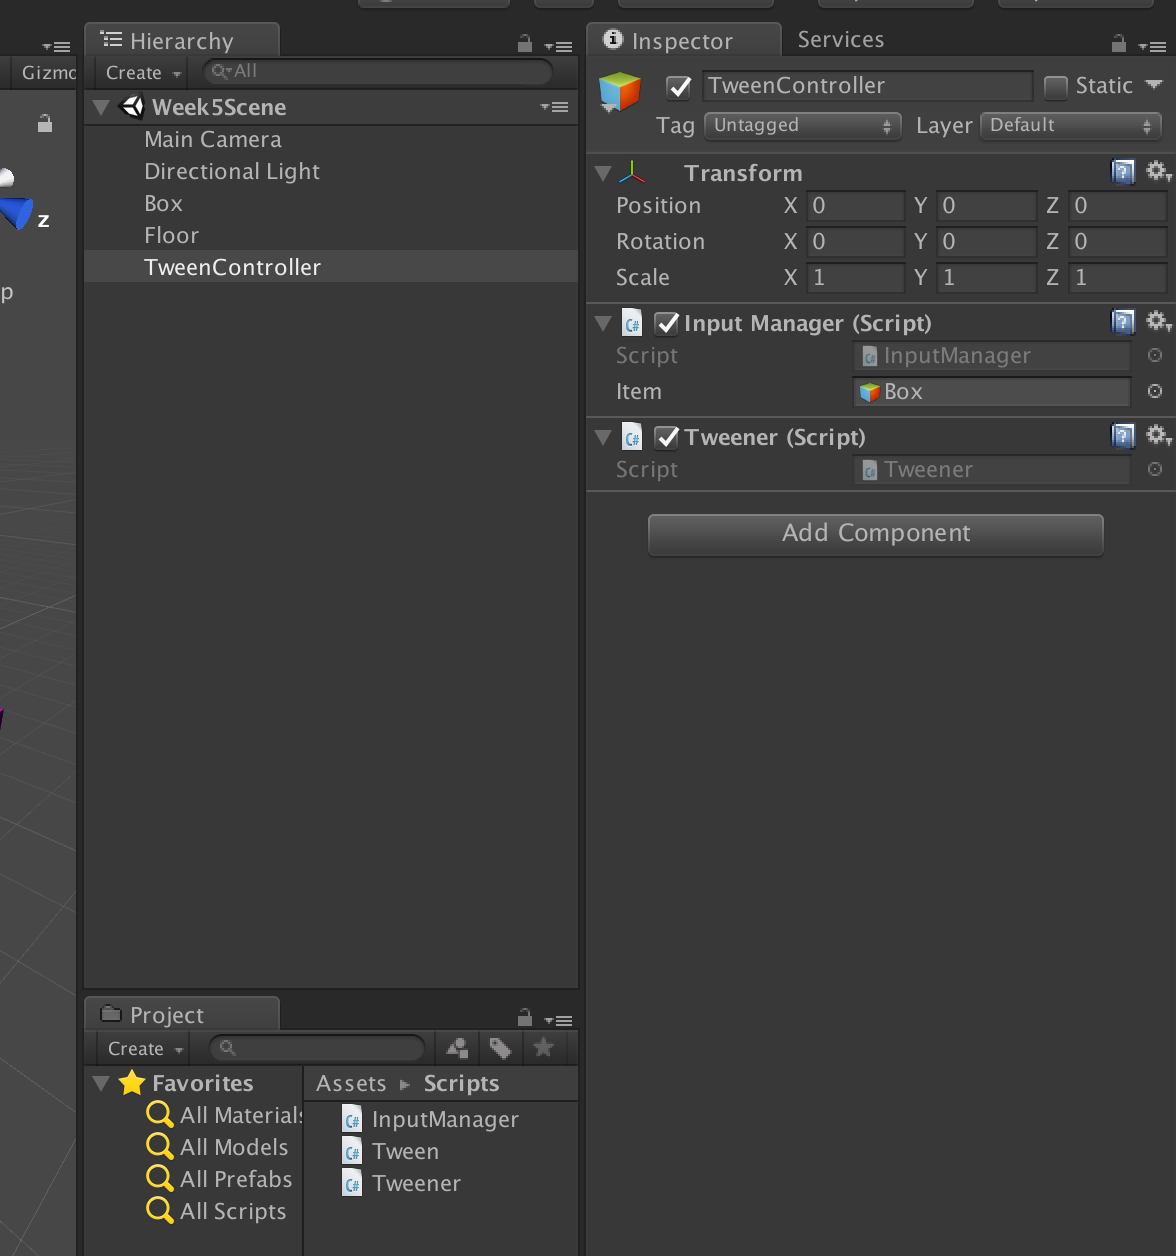 Hierarchy
Create
All
Week5Scene
Main Camera
Directional Light
Box
Floor
TweenController
Gizmo
z
p
Inspector Services
TweenController Static
Tag Untagged Layer Default
Transform
Position X 0 Y 0 Z 0
Rotation X 0 Y 0 Z 0
Scale X 1 Y 1 Z 1
Input Manager (Script)
Script InputManager
Item Box
Tweener (Script)
Script Tweener
Add Component
Project
Create
Favorites
All Materials
All Models
All Prefabs
All Scripts
Assets Scripts
InputManager
Tween
Tweener